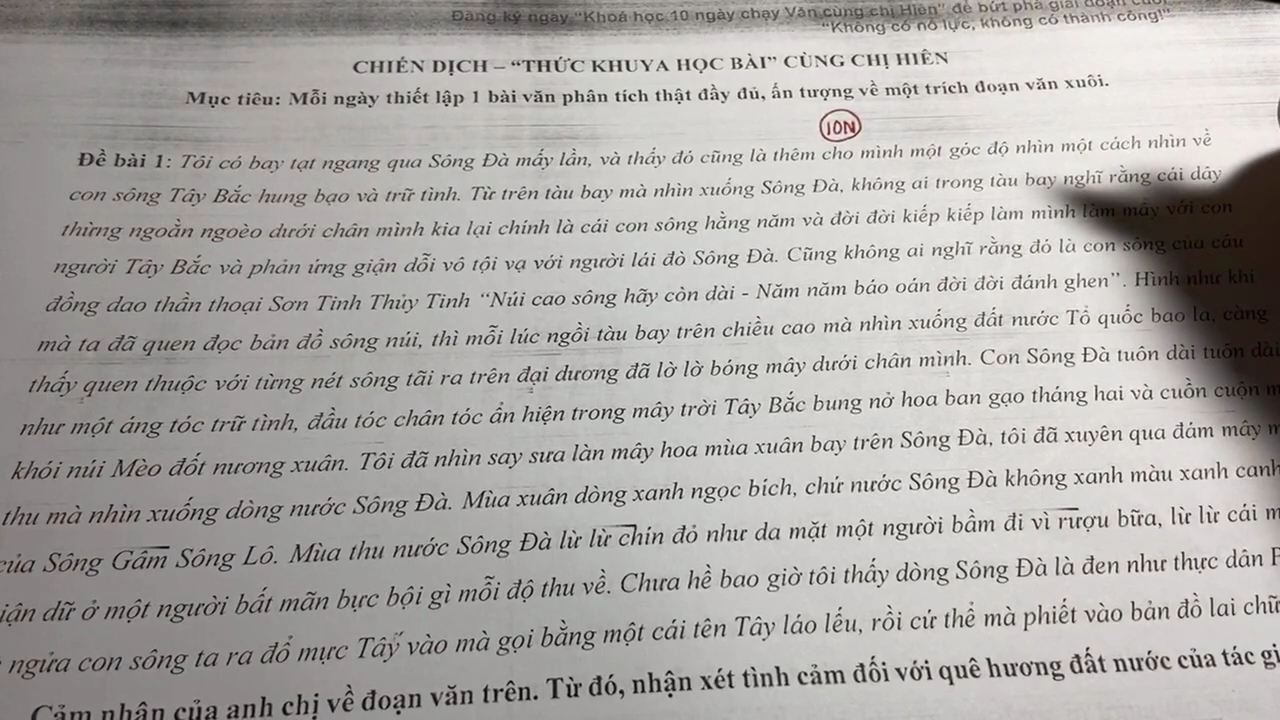 Đăng ký ngay "Khoá học 10 ngày chạy Văn cùng chị Hiên" để bứt phá giai đoạn cuối
"Không có nỗ lực, không có thành công!"
CHIẾN DỊCH – "THỨC KHUYA HỌC BÀI" CÙNG CHỊ HIÊN
Mục tiêu: Mỗi ngày thiết lập 1 bài văn phân tích thật đầy đủ, ấn tượng về một trích đoạn văn xuôi.
10N
Đề bài 1: Tôi có bay tạt ngang qua Sông Đà mấy lần, và thấy đó cũng là thêm cho mình một góc độ nhìn một cách nhìn về
con sông Tây Bắc hung bạo và trữ tình. Từ trên tàu bay mà nhìn xuống Sông Đà, không ai trong tàu bay nghĩ rằng cái dây
thừng ngoằn ngoèo dưới chân mình kia lại chính là cái con sông hằng năm và đời đời kiếp kiếp làm mình làm mẩy với con
người Tây Bắc và phản ứng giận dỗi vô tội vạ với người lái đò Sông Đà. Cũng không ai nghĩ rằng đó là con sông của câu
đồng dao thần thoại Sơn Tinh Thủy Tinh "Núi cao sông hãy còn dài - Năm năm báo oán đời đời đánh ghen". Hình như khi
mà ta đã quen đọc bản đồ sông núi, thì mỗi lúc ngồi tàu bay trên chiều cao mà nhìn xuống đất nước Tổ quốc bao la, càng
thấy quen thuộc với từng nét sông tãi ra trên đại dương đã lờ lờ bóng mây dưới chân mình. Con Sông Đà tuôn dài tuôn dài
như một áng tóc trữ tình, đầu tóc chân tóc ẩn hiện trong mây trời Tây Bắc bung nở hoa ban gạo tháng hai và cuồn cuộn
khói núi Mèo đốt nương xuân. Tôi đã nhìn say sưa làn mây hoa mùa xuân bay trên Sông Đà, tôi đã xuyên qua đám mây
thu mà nhìn xuống dòng nước Sông Đà. Mùa xuân dòng xanh ngọc bích, chứ nước Sông Đà không xanh màu xanh canh
của Sông Gâm Sông Lô. Mùa thu nước Sông Đà lừ lừ chín đỏ như da mặt một người bầm đi vì rượu bữa, lừ lừ cái
giận dữ ở một người bất mãn bực bội gì mỗi độ thu về. Chưa hề bao giờ tôi thấy dòng Sông Đà là đen như thực dân
ngửa con sông ta ra đổ mực Tây vào mà gọi bằng một cái tên Tây láo lếu, rồi cứ thế mà phiết vào bản đồ lai chữ
Cảm nhận của anh chị về đoạn văn trên. Từ đó, nhận xét tình cảm đối với quê hương đất nước của tác